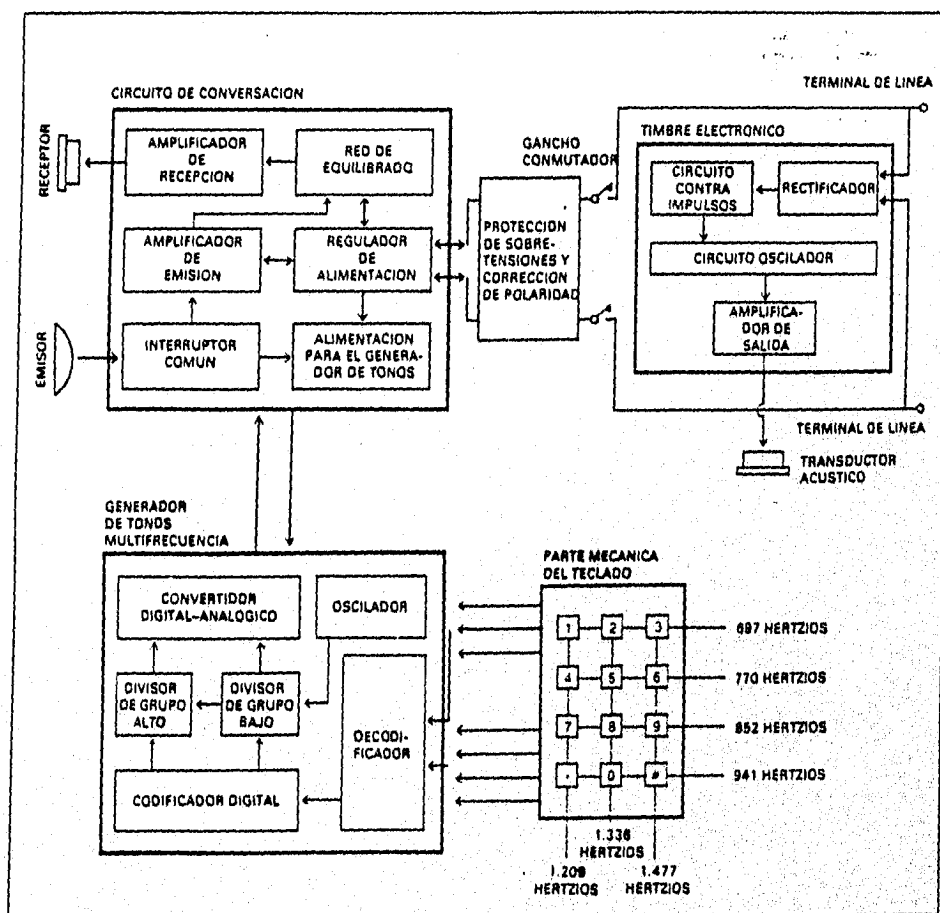 CIRCUITO DE CONVERSACION
RECEPTOR
AMPLIFICADOR
DE
RECEPCION
RED DE
EQUILIBRADO
AMPLIFICADOR
DE
EMISION
REGULADOR
DE
ALIMENTACION
EMISOR
INTERRUPTOR
COMUN
ALIMENTACION
PARA EL GENERA-
DOR DE TONOS
GANCHO
CONMUTADOR
PROTECCION
DE SOBRE-
TENSIONES Y
CORRECCION
DE POLARIDAD
TERMINAL DE LINEA
TIMBRE ELECTRONICO
CIRCUITO
CONTRA
IMPULSOS
RECTIFICADOR
CIRCUITO OSCILADOR
AMPLIFICA-
DOR DE
SALIDA
TERMINAL DE LINEA
TRANSDUCTOR
ACUSTICO
GENERADOR
DE TONOS
MULTIFRECUENCIA
CONVERTIDOR
DIGITAL-ANALOGICO
OSCILADOR
DIVISOR
DE GRUPO
ALTO
DIVISOR
DE GRUPO
BAJO
DECODI-
FICADOR
CODIFICADOR DIGITAL
PARTE MECANICA
DEL TECLADO
1 2 3 697 HERTZIOS
4 5 6 770 HERTZIOS
7 8 9 852 HERTZIOS
0 # 941 HERTZIOS
1.336
HERTZIOS
1.209
HERTZIOS
1.477
HERTZIOS